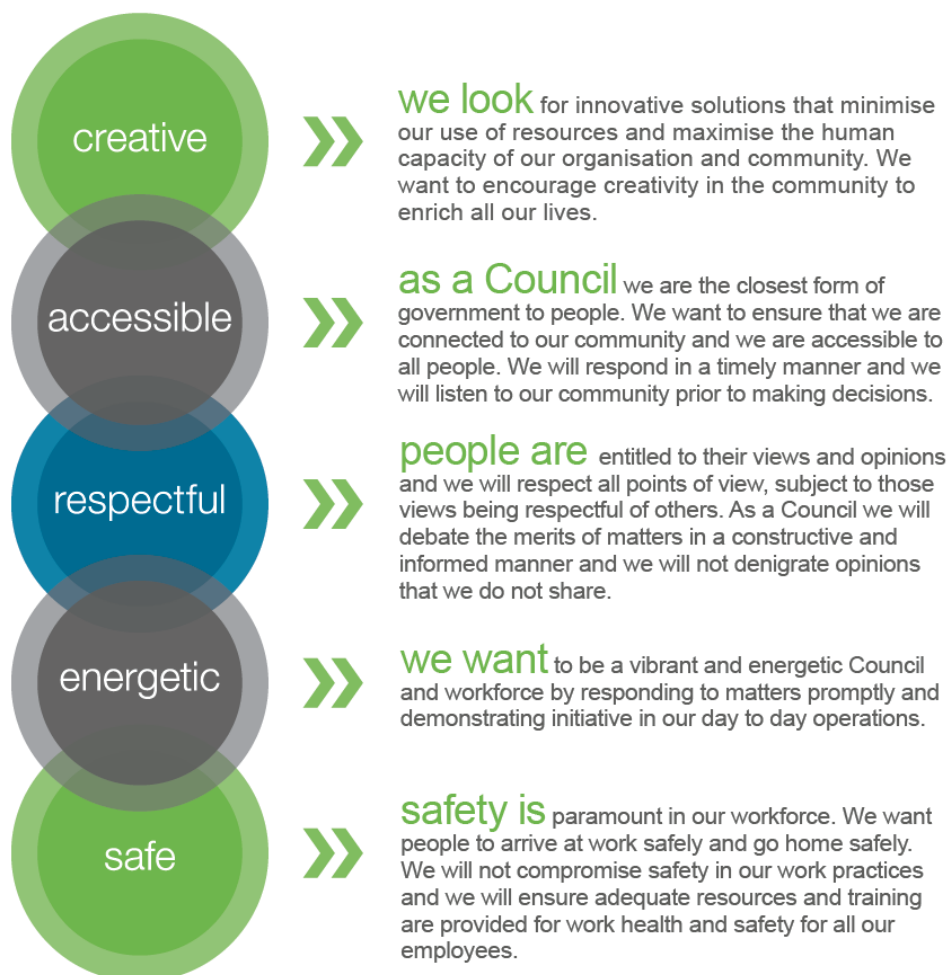 creative
we look for innovative solutions that minimise
our use of resources and maximise the human
capacity of our organisation and community. We
want to encourage creativity in the community to
enrich all our lives.
accessible
as a Council we are the closest form of
government to people. We want to ensure that we are
connected to our community and we are accessible to
all people. We will respond in a timely manner and we
will listen to our community prior to making decisions.
respectful
people are entitled to their views and opinions
and we will respect all points of view, subject to those
views being respectful of others. As a Council we will
debate the merits of matters in a constructive and
informed manner and we will not denigrate opinions
that we do not share.
energetic
we want to be a vibrant and energetic Council
and workforce by responding to matters promptly and
demonstrating initiative in our day to day operations.
safe
safety is paramount in our workforce. We want
people to arrive at work safely and go home safely.
We will not compromise safety in our work practices
and we will ensure adequate resources and training
are provided for work health and safety for all our
employees.